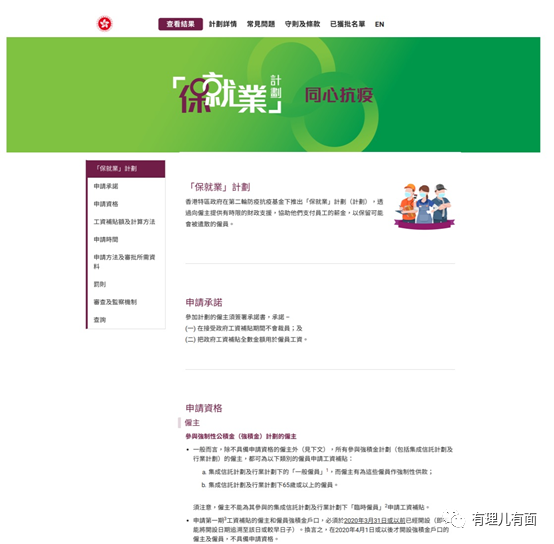 查看結果 計劃詳情 常見問題 守則及條款 已獲批名單 EN
「保就業」計劃 同心抗疫
「保就業」計劃
申請承諾
申請資格
工資補貼額及計算方法
申請時間
申請方法及審批所需資
料
罰則
審查及監察機制
查詢
「保就業」計劃
香港特區政府在第二輪防疫抗疫基金下推出「保就業」計劃（計劃），透
過向僱主提供有時限的財政支援，協助他們支付員工的薪金，以保留可能
會被遣散的僱員。
申請承諾
參加計劃的僱主須簽署承諾書，承諾 –
(一) 在接受政府工資補貼期間不會裁員；及
(二) 把政府工資補貼全數金額用於僱員工資。
申請資格
僱主
參與強制性公積金（強積金）計劃的僱主
• 一般而言，除不具備申請資格的僱主外（見下文），所有參與強積金計劃（包括集成信託計劃及
行業計劃）的僱主，都可為以下類別的僱員申請工資補貼：
a. 集成信託計劃及行業計劃下的「一般僱員」1，而僱主有為這些僱員作強制性供款；
b. 集成信託計劃及行業計劃下65歲或以上的僱員。
須注意，僱主不能為其參與的集成信託計劃及行業計劃下「臨時僱員」2申請工資補貼。
• 申請第一期3工資補貼的僱主和僱員強積金戶口，必須於2020年3月31日或以前已經開設（即不
能將開設日期追溯至該日或較早日子）。換言之，在2020年4月1日或以後才開設強積金戶口的
僱主及僱員，不具備申請資格。
有理儿有面